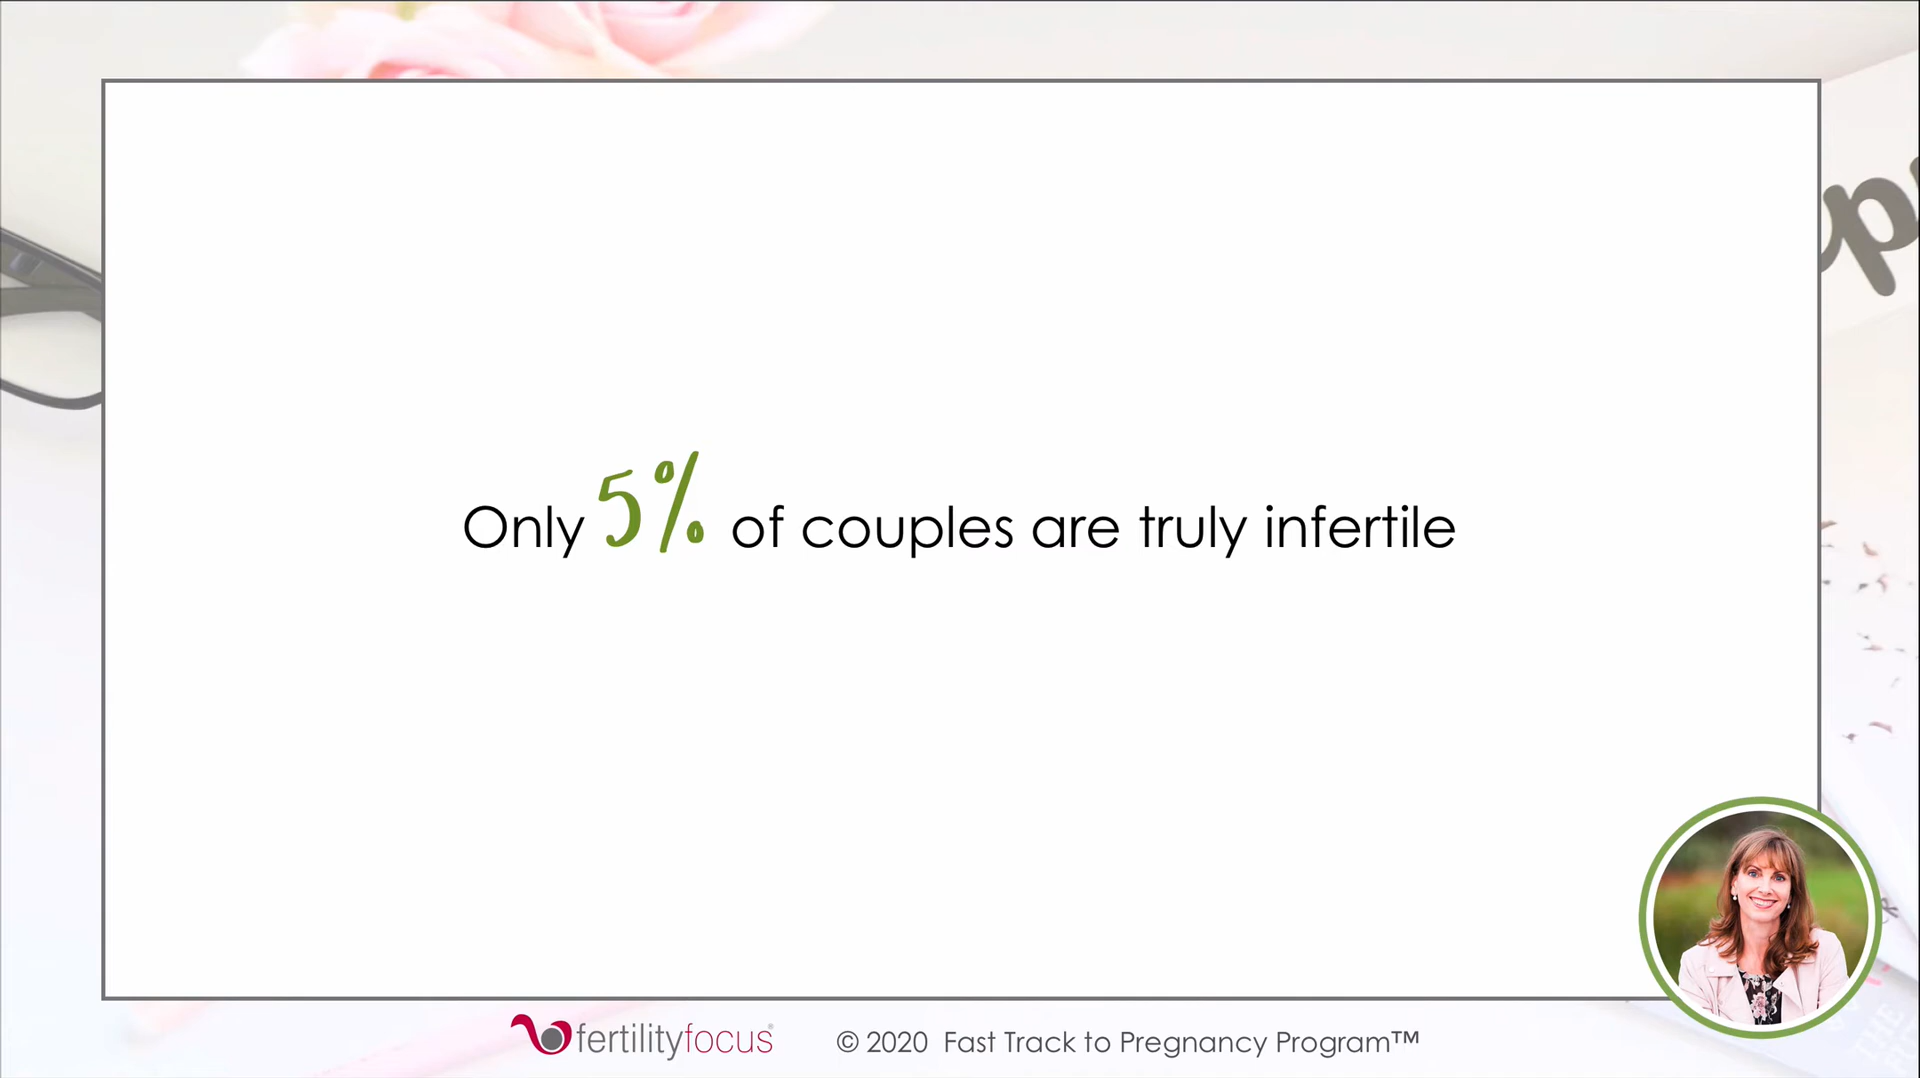 Only 5% of couples are truly infertile
fertilityfocus® © 2020 Fast Track to Pregnancy Program™